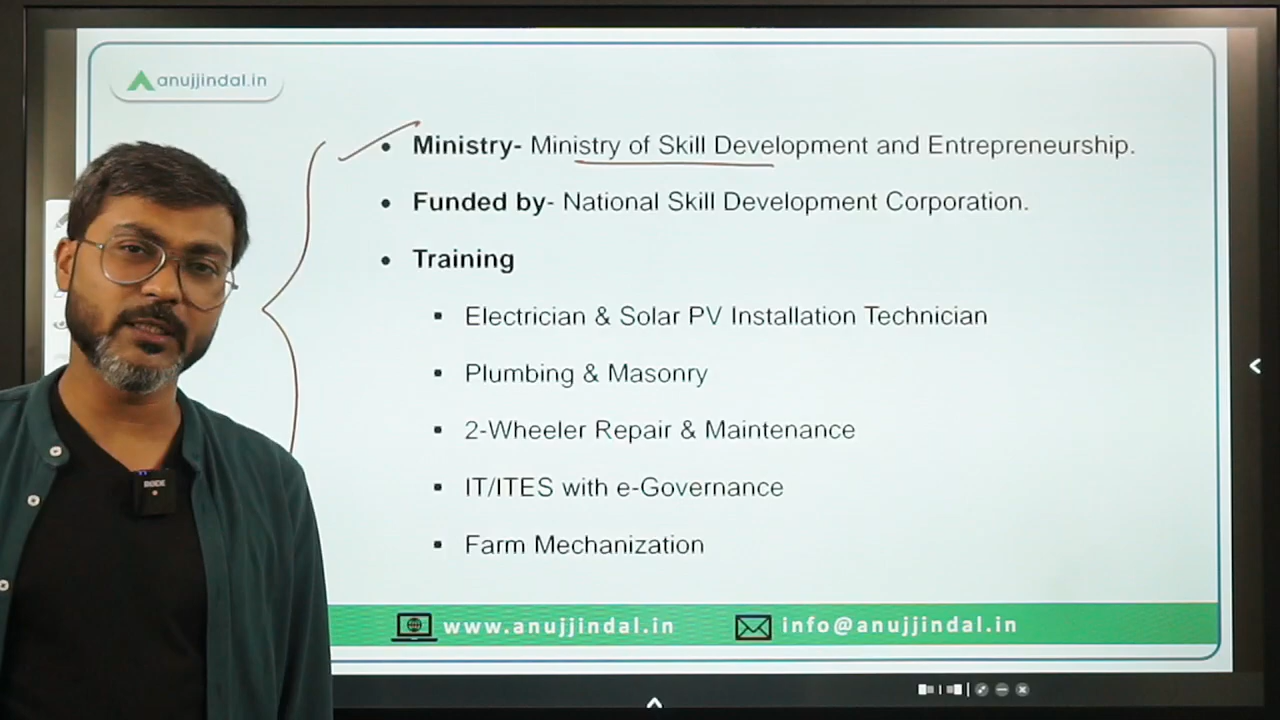 anujjindal.in
• Ministry- Ministry of Skill Development and Entrepreneurship.
• Funded by- National Skill Development Corporation.
• Training
▪ Electrician & Solar PV Installation Technician
▪ Plumbing & Masonry
▪ 2-Wheeler Repair & Maintenance
▪ IT/ITES with e-Governance
▪ Farm Mechanization
RODE
www.anujjindal.in
info@anujjindal.in